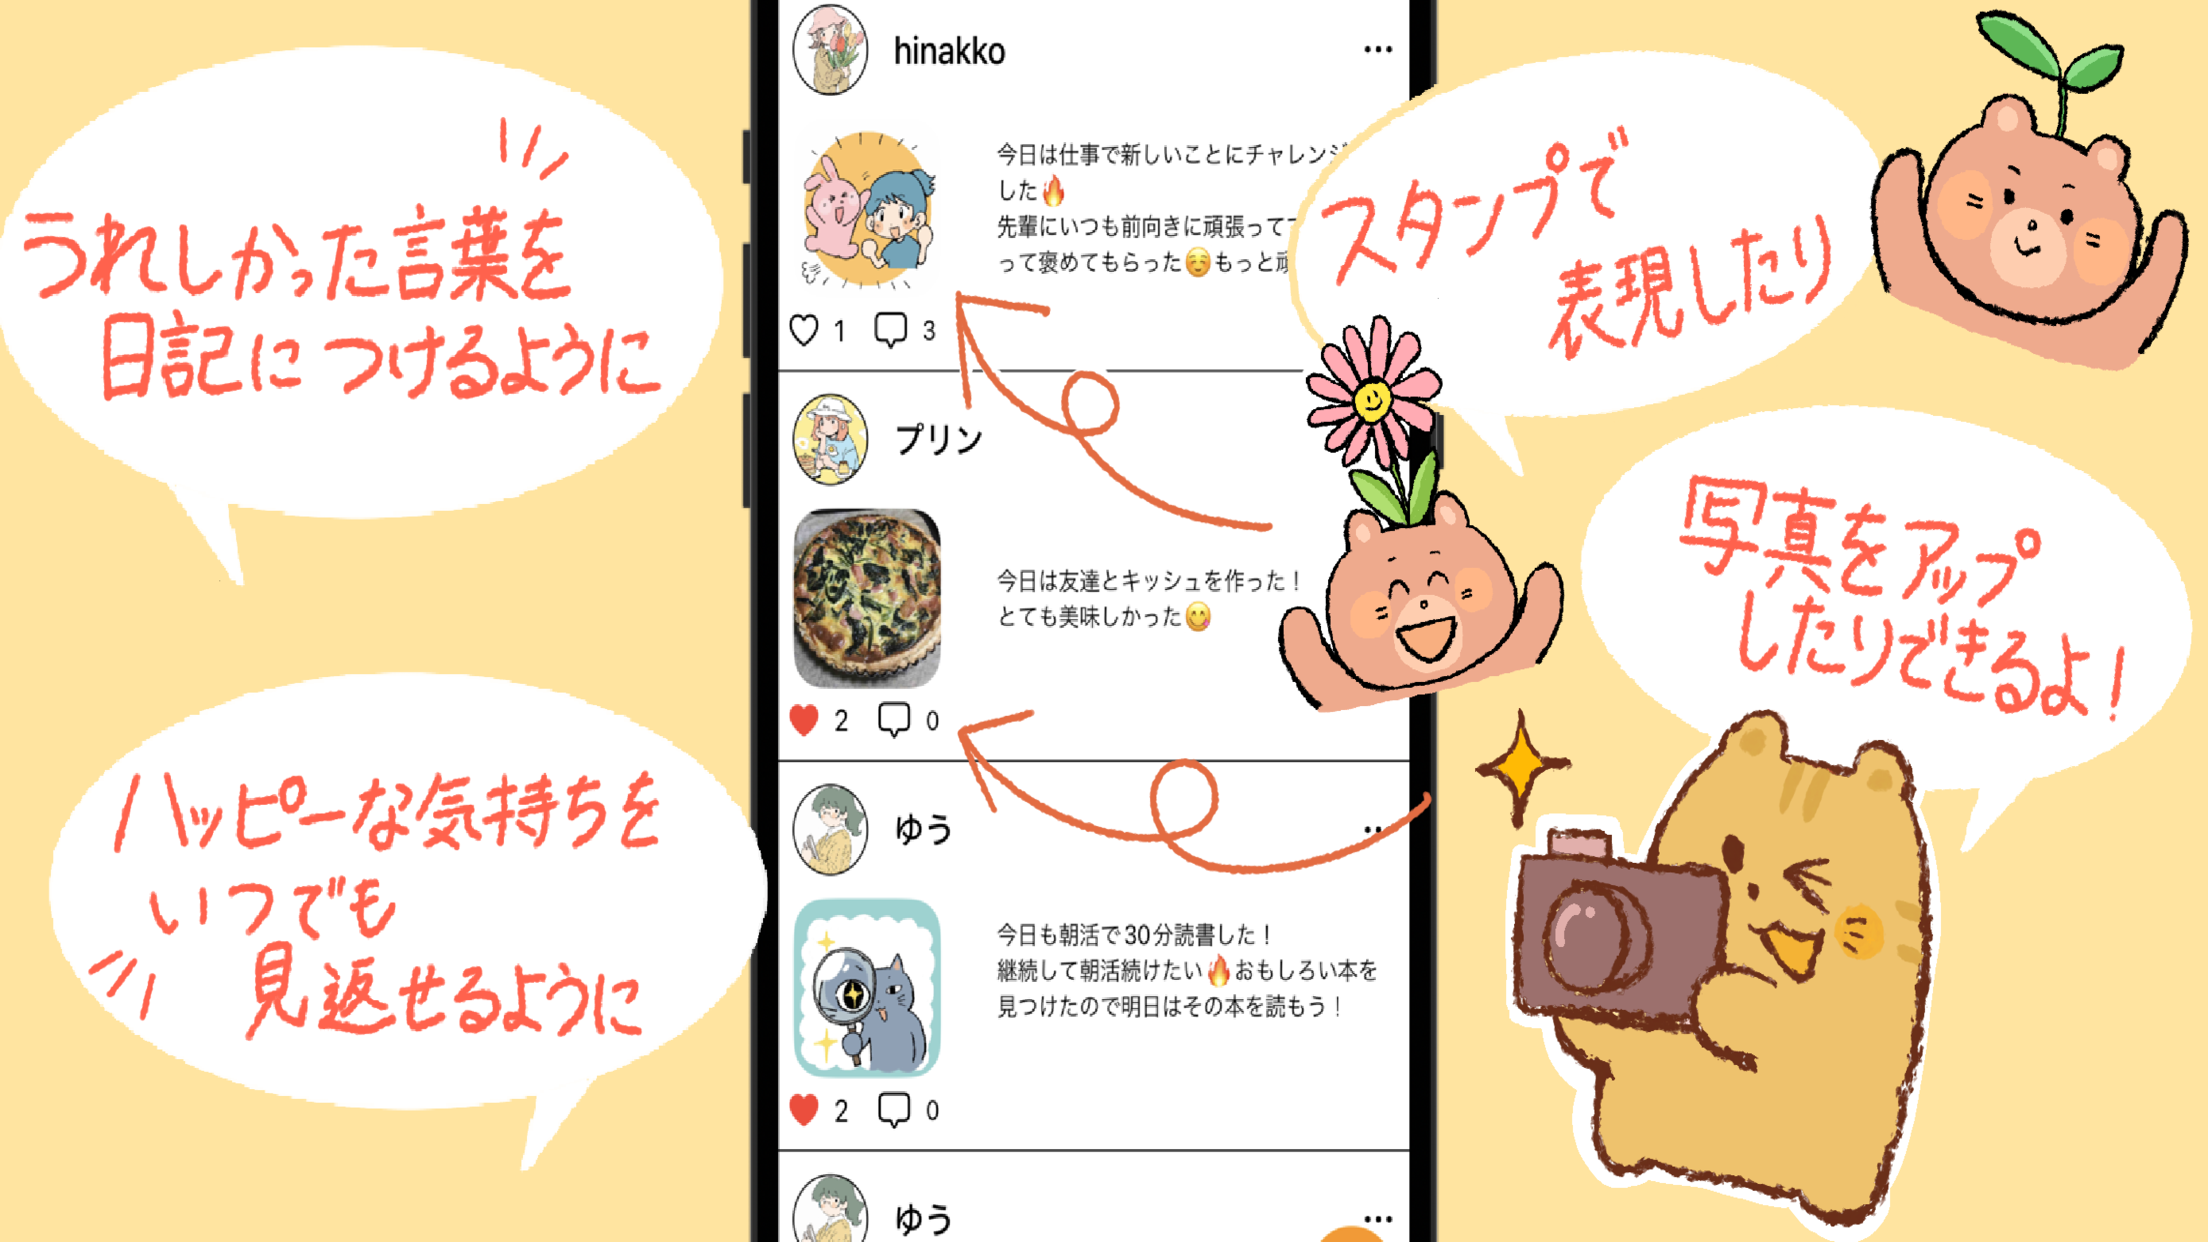 うれしかった言葉を
日記につけるように
ハッピーな気持ちを
いつでも
見返せるように
hinakko
今日は仕事で新しいことにチャレンジ
した🔥
先輩にいつも前向きに頑張ってて
って褒めてもらった☺️もっと頑
1
3
プリン
今日は友達とキッシュを作った！
とても美味しかった😋
2
0
ゆう
今日も朝活で30分読書した！
継続して朝活続けたい🔥おもしろい本を
見つけたので明日はその本を読もう！
2
0
ゆう
スタンプで
表現したり
写真をアップ
したりできるよ！